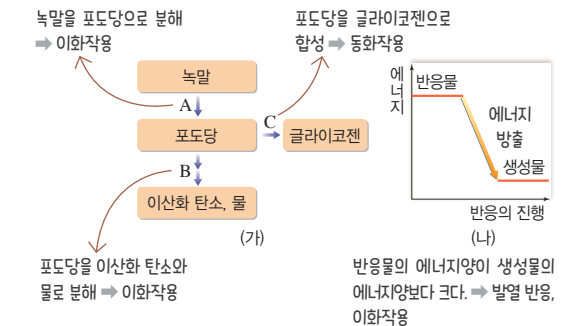 녹말을 포도당으로 분해
➡ 이화작용
포도당을 글라이코젠으로
합성 ➡ 동화작용
녹말
A
포도당
C
글라이코젠
B
이산화 탄소, 물
(가)
에너지
반응물
에너지
방출
생성물
반응의 진행
(나)
포도당을 이산화 탄소와
물로 분해 ➡ 이화작용
반응물의 에너지양이 생성물의
에너지양보다 크다. ➡ 발열 반응,
이화작용